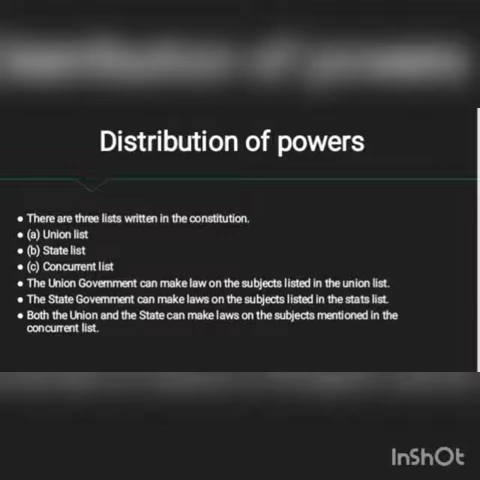 Distribution of powers
● There are three lists written in the constitution.
● (a) Union list
● (b) State list
● (c) Concurrent list
● The Union Government can make law on the subjects listed in the union list.
● The State Government can make laws on the subjects listed in the stats list.
● Both the Union and the State can make laws on the subjects mentioned in the
concurrent list.
InShOt